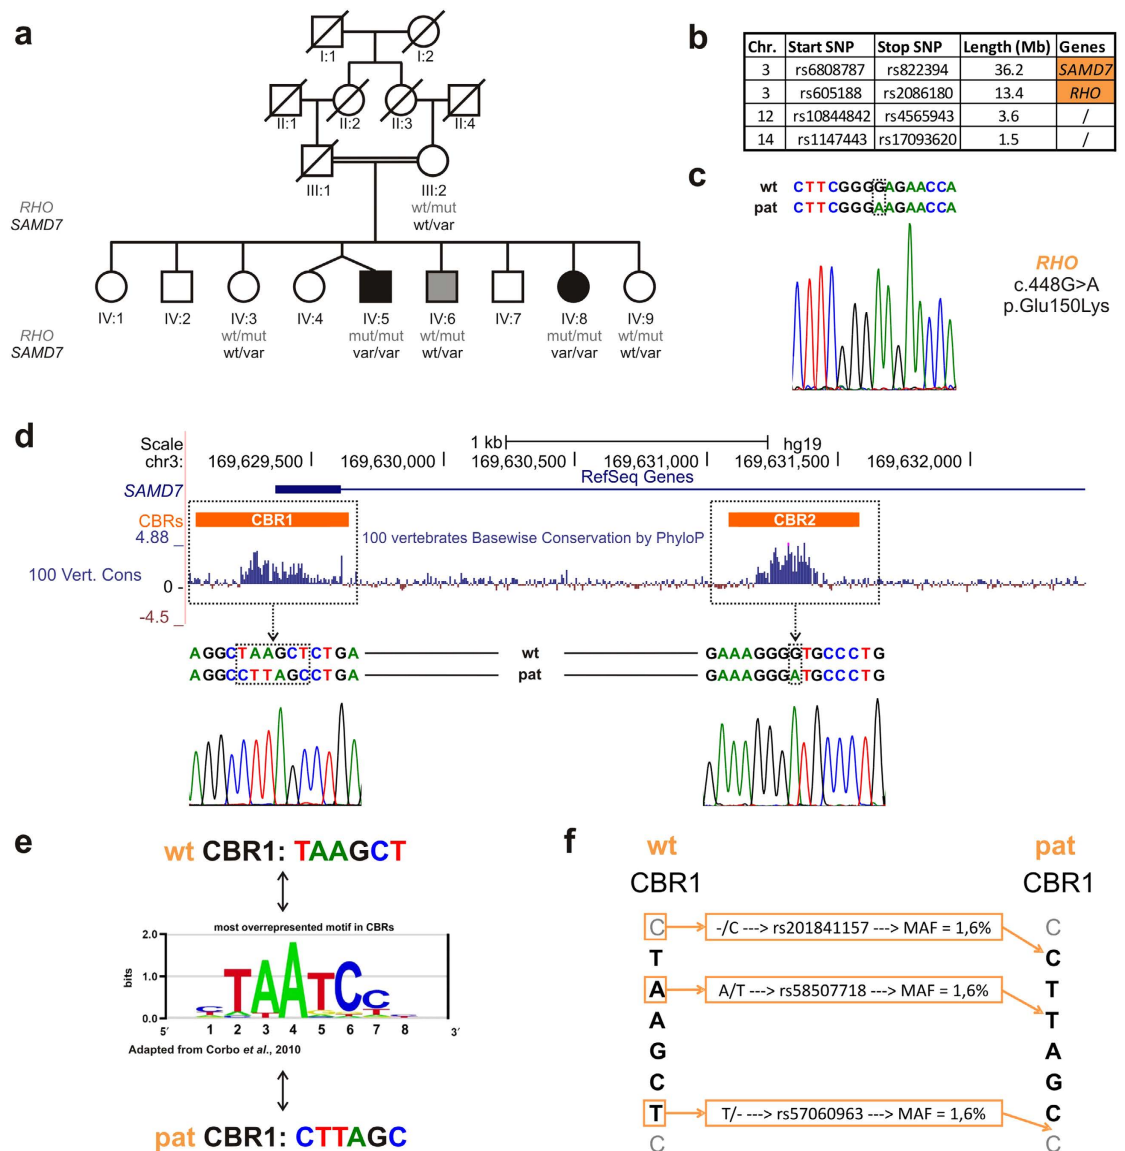 a
I:1
I:2
II:1
II:2
II:3
II:4
III:1
III:2
RHO
wt/mut
SAMD7
wt/var
IV:1
IV:2
IV:3
IV:4
IV:5
IV:6
IV:7
IV:8
IV:9
RHO
wt/mut
mut/mut
wt/mut
mut/mut
wt/mut
SAMD7
wt/var
var/var
wt/var
var/var
wt/var
b
Chr. Start SNP Stop SNP Length (Mb) Genes
3 rs6808787 rs822394 36.2 SAMD7
3 rs605188 rs2086180 13.4 RHO
12 rs10844842 rs4565943 3.6 /
14 rs1147443 rs17093620 1.5 /
c
wt CTTCGGGGAGAACCA
pat CTTCGGGAAGAACCA
RHO
c.448G>A
p.Glu150Lys
d
Scale 1 kb hg19
chr3: 169,629,500 169,630,000 169,630,500 169,631,000 169,631,500 169,632,000
RefSeq Genes
SAMD7
CBRs CBR1 CBR2
4.88 _ 100 vertebrates Basewise Conservation by PhyloP
100 Vert. Cons
0 -
-4.5 _
AGGCTAAGCTCTGA wt GAAAGGGGTGCCCTG
AGGCCTTAGCCTGA pat GAAAGGGATGCCCTG
e
wt CBR1: TAAGCT
most overrepresented motif in CBRs
2.0
bits
1.0
TAATCC
0.0
5′ 1 2 3 4 5 6 7 8 3′
Adapted from Corbo et al., 2010
pat CBR1: CTTAGC
f
wt pat
CBR1 CBR1
C -/C ---> rs201841157 ---> MAF = 1,6% C
T C
A A/T ---> rs58507718 ---> MAF = 1,6% T
A T
G A
C G
T T/- ---> rs57060963 ---> MAF = 1,6% C
C C